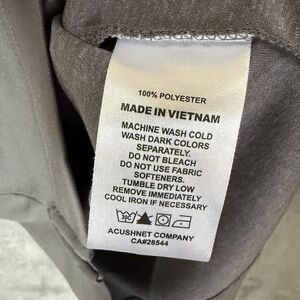 100% POLYESTER
MADE IN VIETNAM
MACHINE WASH COLD
WASH DARK COLORS
SEPARATELY.
DO NOT BLEACH
DO NOT USE FABRIC
SOFTENERS.
TUMBLE DRY LOW
REMOVE IMMEDIATELY
COOL IRON IF NECESSARY
ACUSHNET COMPANY
CA#28544